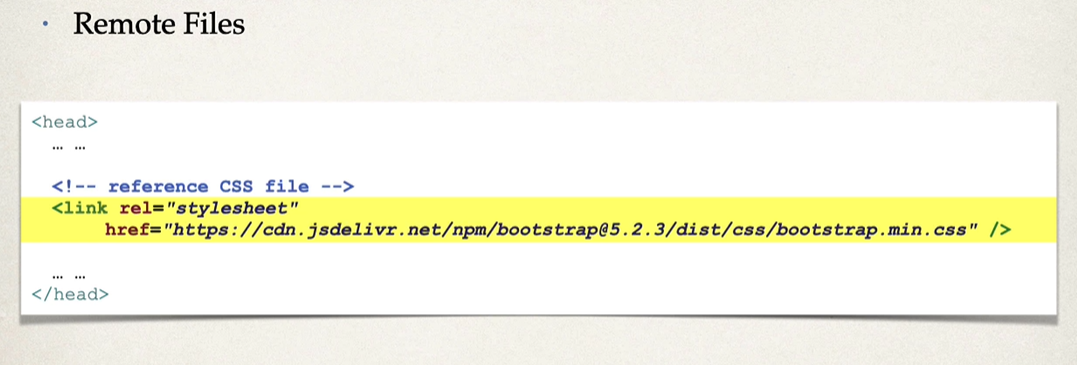 • Remote Files
<head>
... ...
<!-- reference CSS file -->
<link rel="stylesheet"
href="https://cdn.jsdelivr.net/npm/bootstrap@5.2.3/dist/css/bootstrap.min.css" />
... ...
</head>